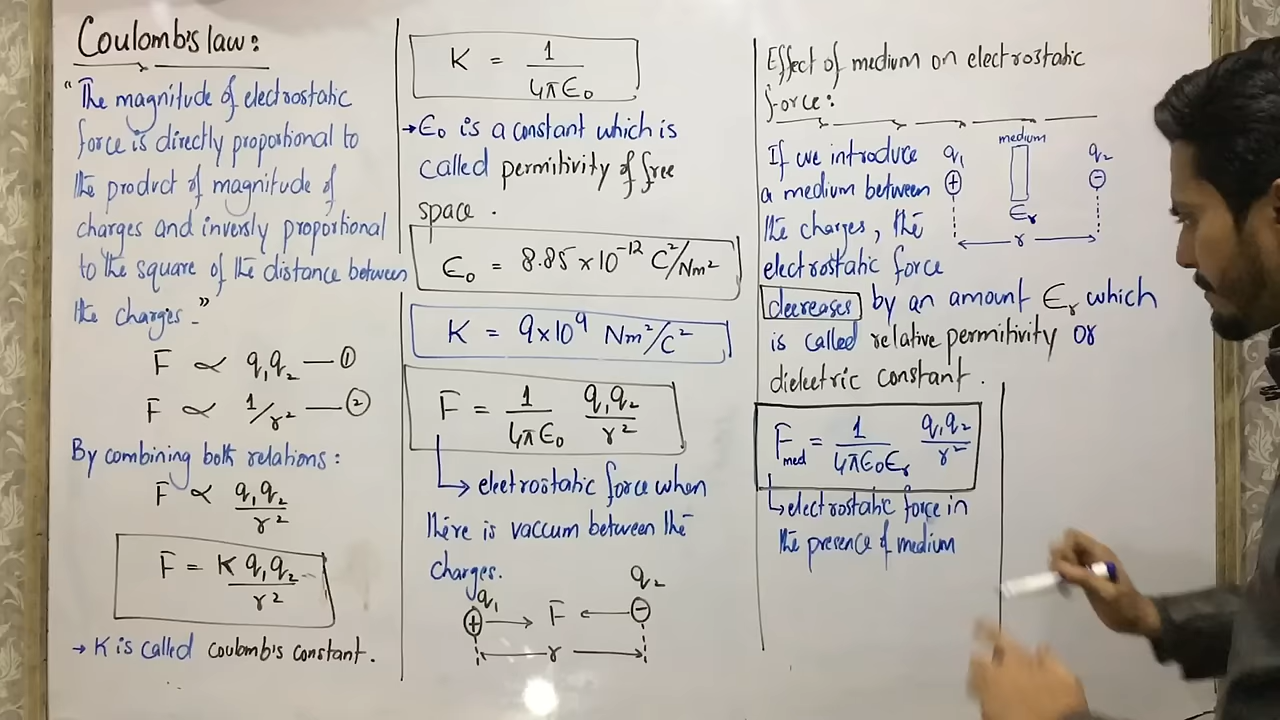 Coulomb's law:
"The magnitude of electrostatic
force is directly proportional to
the product of magnitude of
charges and inversly proportional
to the square of the distance between
the charges."
F ∝ q₁q₂ — ①
F ∝ 1/r² — ②
By combining both relations:
F ∝ q₁q₂/r²
F = K q₁q₂/r²
→ K is called coulomb's constant.
K = 1/4πϵ₀
→ ϵ₀ is a constant which is
called permitivity of free
space.
ϵ₀ = 8.85×10⁻¹² C²/Nm²
K = 9×10⁹ Nm²/C²
F = 1/4πϵ₀ q₁q₂/r²
↳ electrostatic force when
there is vaccum between the
charges.
q₁ q₂
⊕ → F ← ⊖
r
Effect of medium on electrostatic
force:
If we introduce
a medium between
the charges, the
electrostatic force
decreases by an amount ϵᵣ which
is called relative permitivity or
dielectric constant.
medium
q₁ q₂
⊕ ⊖
ϵᵣ
r
F med = 1/4πϵ₀ϵᵣ q₁q₂/r²
↳ electrostatic force in
the presence of medium